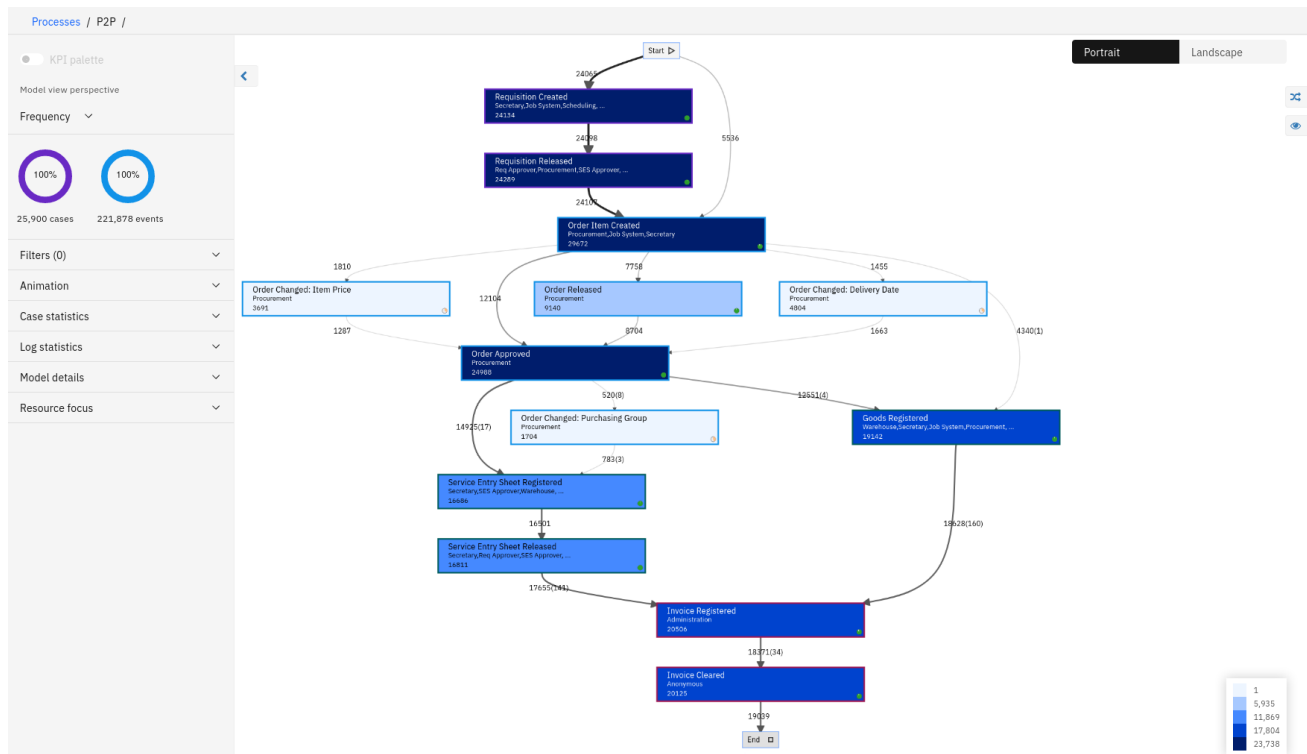 Processes / P2P /
KPI palette
Model view perspective
Frequency
100%
100%
25,900 cases
221,878 events
Filters (0)
Animation
Case statistics
Log statistics
Model details
Resource focus
Portrait
Landscape
Start
24065
5536
Requisition Created
Secretary,Job System,Scheduling, ...
24134
24098
Requisition Released
Req Approver,Procurement,SES Approver, ...
24289
24107
Order Item Created
Procurement,Job System,Secretary
29672
1810
7758
1455
Order Changed: Item Price
Procurement
3691
Order Released
Procurement
9140
Order Changed: Delivery Date
Procurement
4804
12104
1287
8704
1663
4340(1)
Order Approved
Procurement
24988
520(8)
12551(4)
Order Changed: Purchasing Group
Procurement
1704
Goods Registered
Warehouse,Secretary,Job System,Procurement, ...
19142
14925(17)
783(3)
Service Entry Sheet Registered
Secretary,SES Approver,Warehouse, ...
16686
16501
18628(160)
Service Entry Sheet Released
Secretary,Req Approver,SES Approver, ...
16811
17655(141)
Invoice Registered
Administration
20506
18371(34)
Invoice Cleared
Anonymous
20125
19039
End
1
5,935
11,869
17,804
23,738